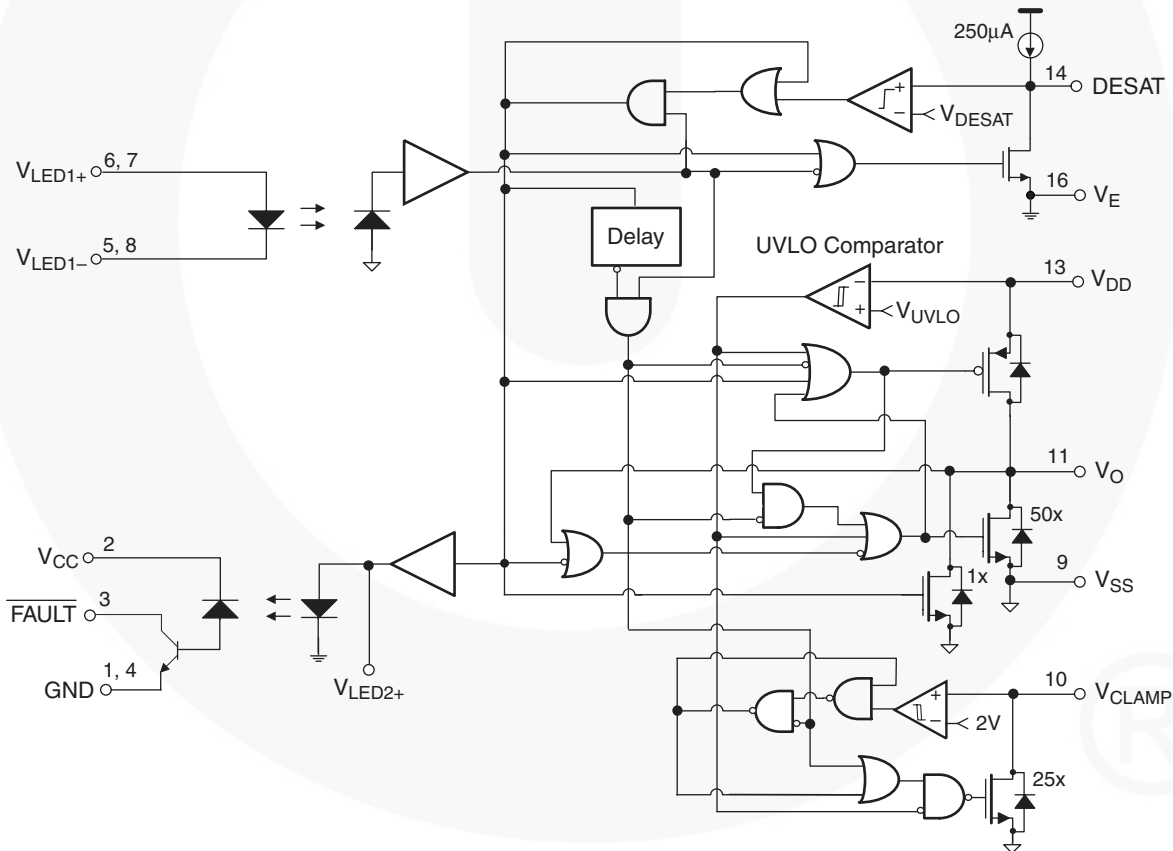 250μA
14 DESAT
V_DESAT
6, 7
V_LED1+
16 V_E
5, 8
V_LED1–
Delay
UVLO Comparator
13 V_DD
V_UVLO
11 V_O
50x
V_CC 2
9 V_SS
1x
FAULT 3
1, 4
GND
V_LED2+
10 V_CLAMP
2V
25x
+
–
–
+
+
–
®